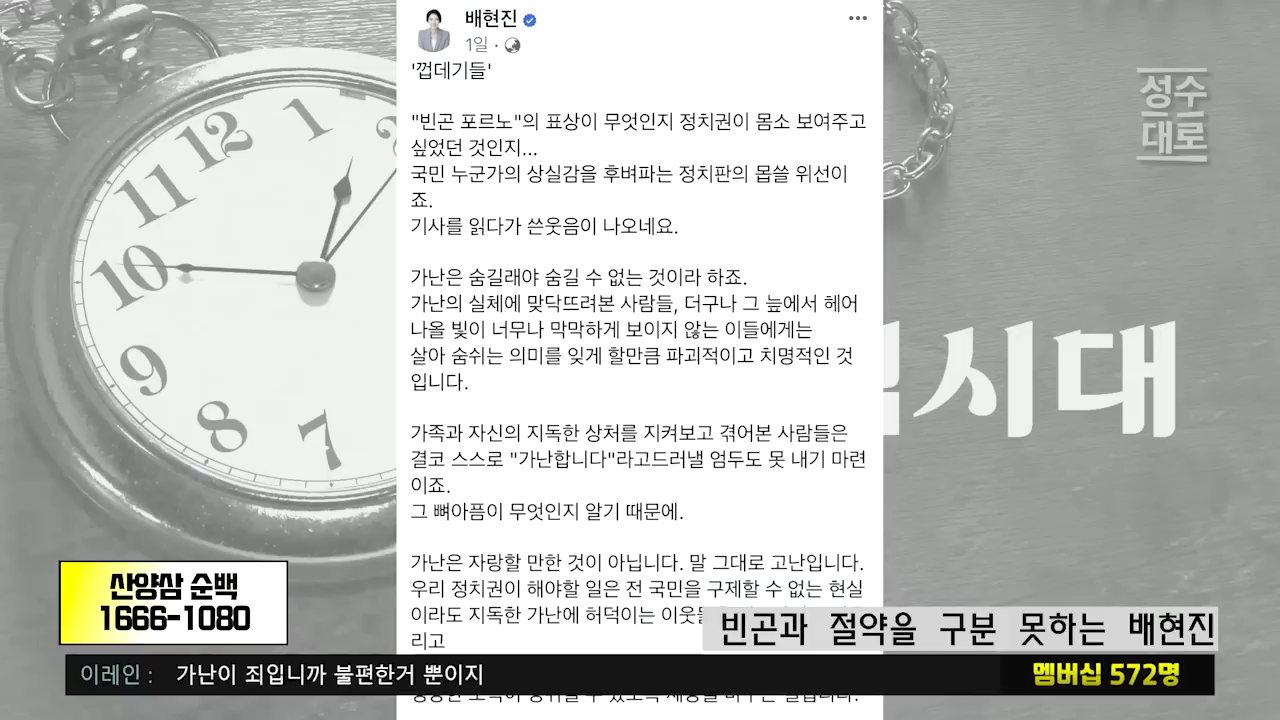 배현진
1일 ·
'껍데기들'
"빈곤 포르노"의 표상이 무엇인지 정치권이 몸소 보여주고
싶었던 것인지...
국민 누군가의 상실감을 후벼파는 정치판의 몹쓸 위선이
죠.
기사를 읽다가 쓴웃음이 나오네요.
가난은 숨길래야 숨길 수 없는 것이라 하죠.
가난의 실체에 맞닥뜨려본 사람들, 더구나 그 늪에서 헤어
나올 빛이 너무나 막막하게 보이지 않는 이들에게는
살아 숨쉬는 의미를 잊게 할만큼 파괴적이고 치명적인 것
입니다.
가족과 자신의 지독한 상처를 지켜보고 겪어본 사람들은
결코 스스로 "가난합니다"라고드러낼 엄두도 못 내기 마련
이죠.
그 뼈아픔이 무엇인지 알기 때문에.
가난은 자랑할 만한 것이 아닙니다. 말 그대로 고난입니다.
우리 정치권이 해야할 일은 전 국민을 구제할 수 없는 현실
이라도 지독한 가난에 허덕이는
리고
12
1
2
11
10
9
8
7
성수
대로
시대
산양삼 순백
1666-1080
빈곤과 절약을 구분 못하는 배현진
이레인 : 가난이 죄입니까 불편한거 뿐이지
멤버십 572명